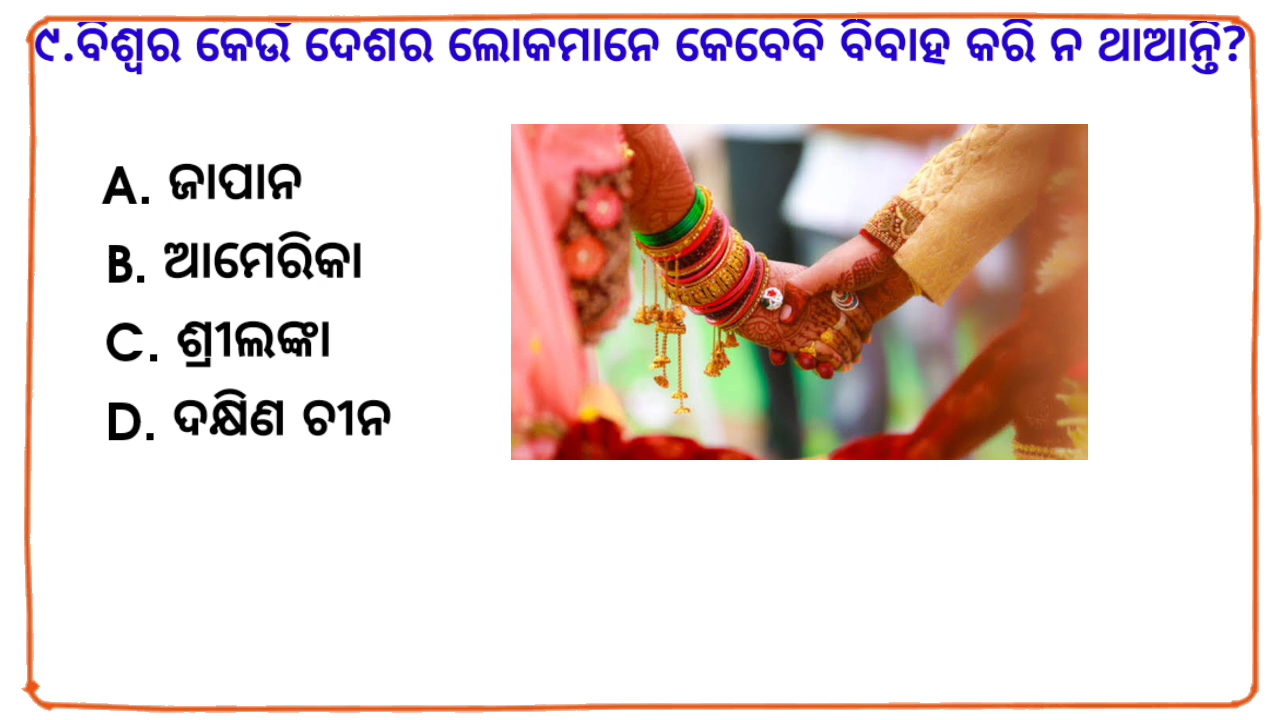 ୯.ବିଶ୍ୱର କେଉଁ ଦେଶର ଲୋକମାନେ କେବେବି ବିବାହ କରି ନ ଥାଆନ୍ତି?
A. ଜାପାନ
B. ଆମେରିକା
C. ଶ୍ରୀଲଙ୍କା
D. ଦକ୍ଷିଣ ଚୀନ